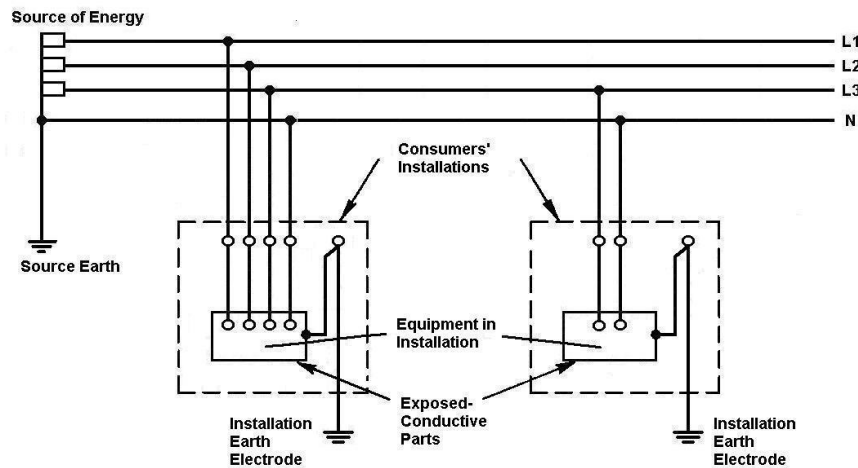 Source of Energy
L1
L2
L3
N
Consumers'
Installations
Source Earth
Equipment in
Installation
Exposed-
Conductive
Parts
Installation
Earth
Electrode
Installation
Earth
Electrode